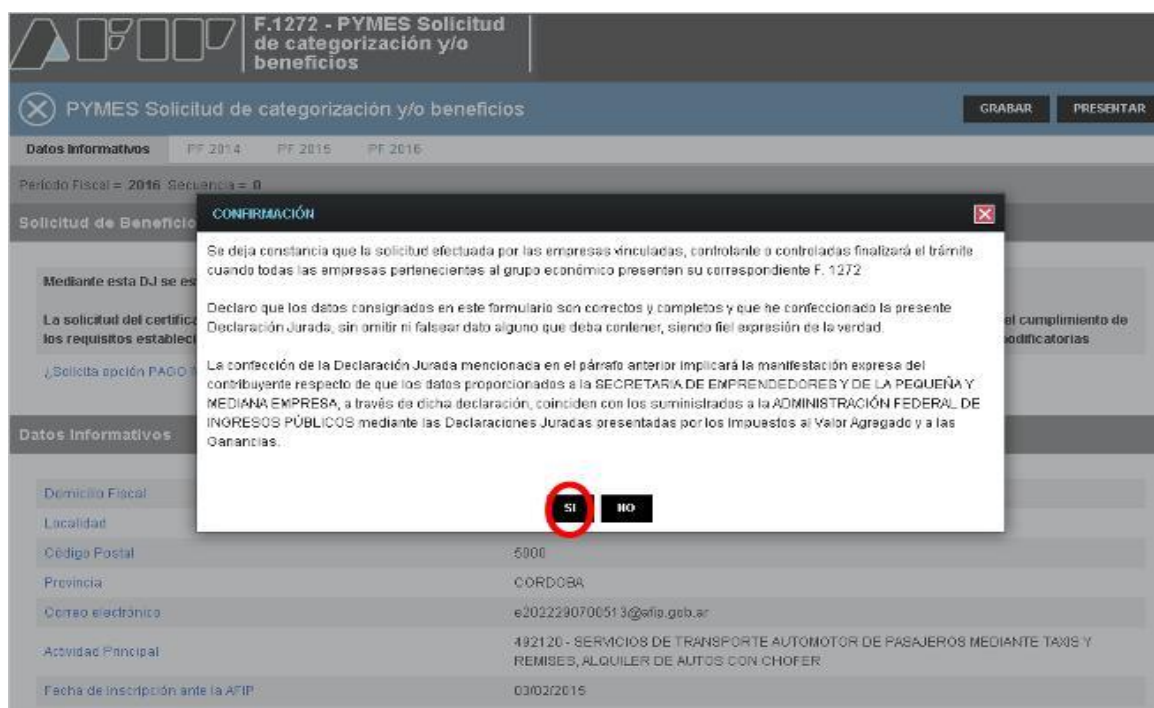 AFIP
F.1272 - PYMES Solicitud
de categorización y/o
beneficios
PYMES Solicitud de categorización y/o beneficios
GRABAR PRESENTAR
Datos Informativos PF 2014 PF 2015 PF 2016
Período Fiscal = 2016 Secuencia = 0
Solicitud de Beneficio
CONFIRMACIÓN
Se deja constancia que la solicitud efectuada por las empresas vinculadas, controlante o controladas finalizará el trámite
cuando todas las empresas pertenecientes al grupo económico presenten su correspondiente F. 1272
Mediante esta DJ se es
Declaro que los datos consignados en este formulario son correctos y completos y que he confeccionado la presente
Declaración Jurada, sin omitir ni falsear dato alguno que deba contener, siendo fiel expresión de la verdad.
La solicitud del certific el cumplimiento de
los requisitos estableci odificatorias
¿Solicita opción PAGO
La confección de la Declaración Jurada mencionada en el párrafo anterior implicará la manifestación expresa del
contribuyente respecto de que los datos proporcionados a la SECRETARIA DE EMPRENDEDORES Y DE LA PEQUEÑA Y
MEDIANA EMPRESA, a través de dicha declaración, coinciden con los suministrados a la ADMINISTRACIÓN FEDERAL DE
INGRESOS PÚBLICOS mediante las Declaraciones Juradas presentadas por los Impuestos al Valor Agregado y a las
Ganancias.
SI NO
Datos Informativos
Domicilio Fiscal
Localidad
Código Postal 5000
Provincia CORDOBA
Correo electrónico e2022290700513@afip.gob.ar
Actividad Principal 492120 - SERVICIOS DE TRANSPORTE AUTOMOTOR DE PASAJEROS MEDIANTE TAXIS Y
REMISES, ALQUILER DE AUTOS CON CHOFER
Fecha de inscripción ante la AFIP 03/02/2015